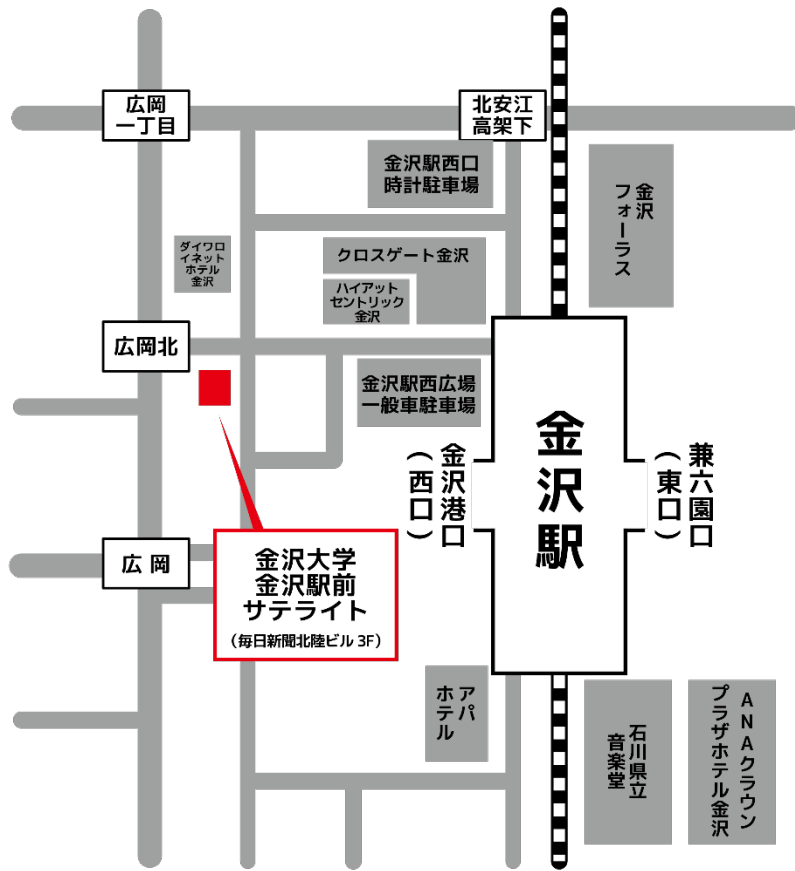 広岡
一丁目
北安江
高架下
金沢駅西口
時計駐車場
金沢
フォーラス
ダイワロ
イネット
ホテル
金沢
クロスゲート金沢
ハイアット
セントリック
金沢
広岡北
金沢駅西広場
一般車駐車場
金沢駅
金沢港口
(西口)
兼六園口
(東口)
広岡
金沢大学
金沢駅前
サテライト
(毎日新聞北陸ビル3F)
アパ
ホテル
石川県立
音楽堂
ANAクラウン
プラザホテル金沢